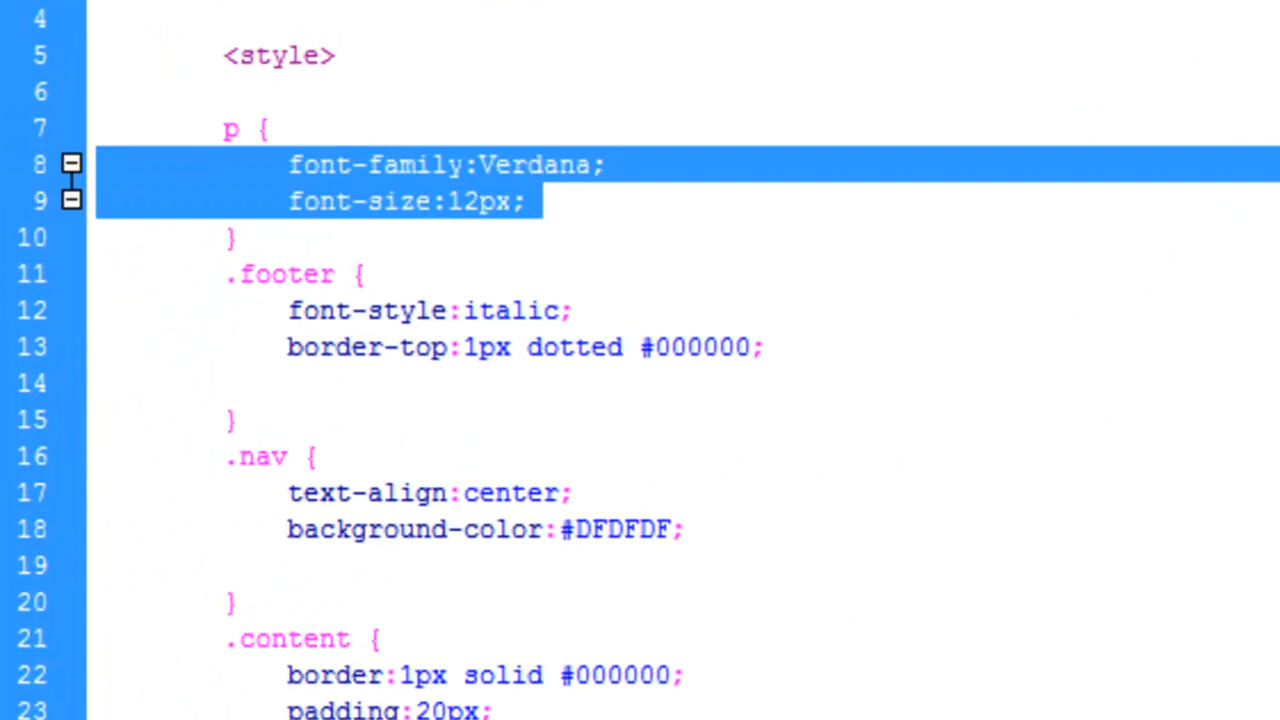 4
5 <style>
6
7 p {
8 font-family:Verdana;
9 font-size:12px;
10 }
11 .footer {
12 font-style:italic;
13 border-top:1px dotted #000000;
14
15 }
16 .nav {
17 text-align:center;
18 background-color:#DFDFDF;
19
20 }
21 .content {
22 border:1px solid #000000;
23 padding:20px;